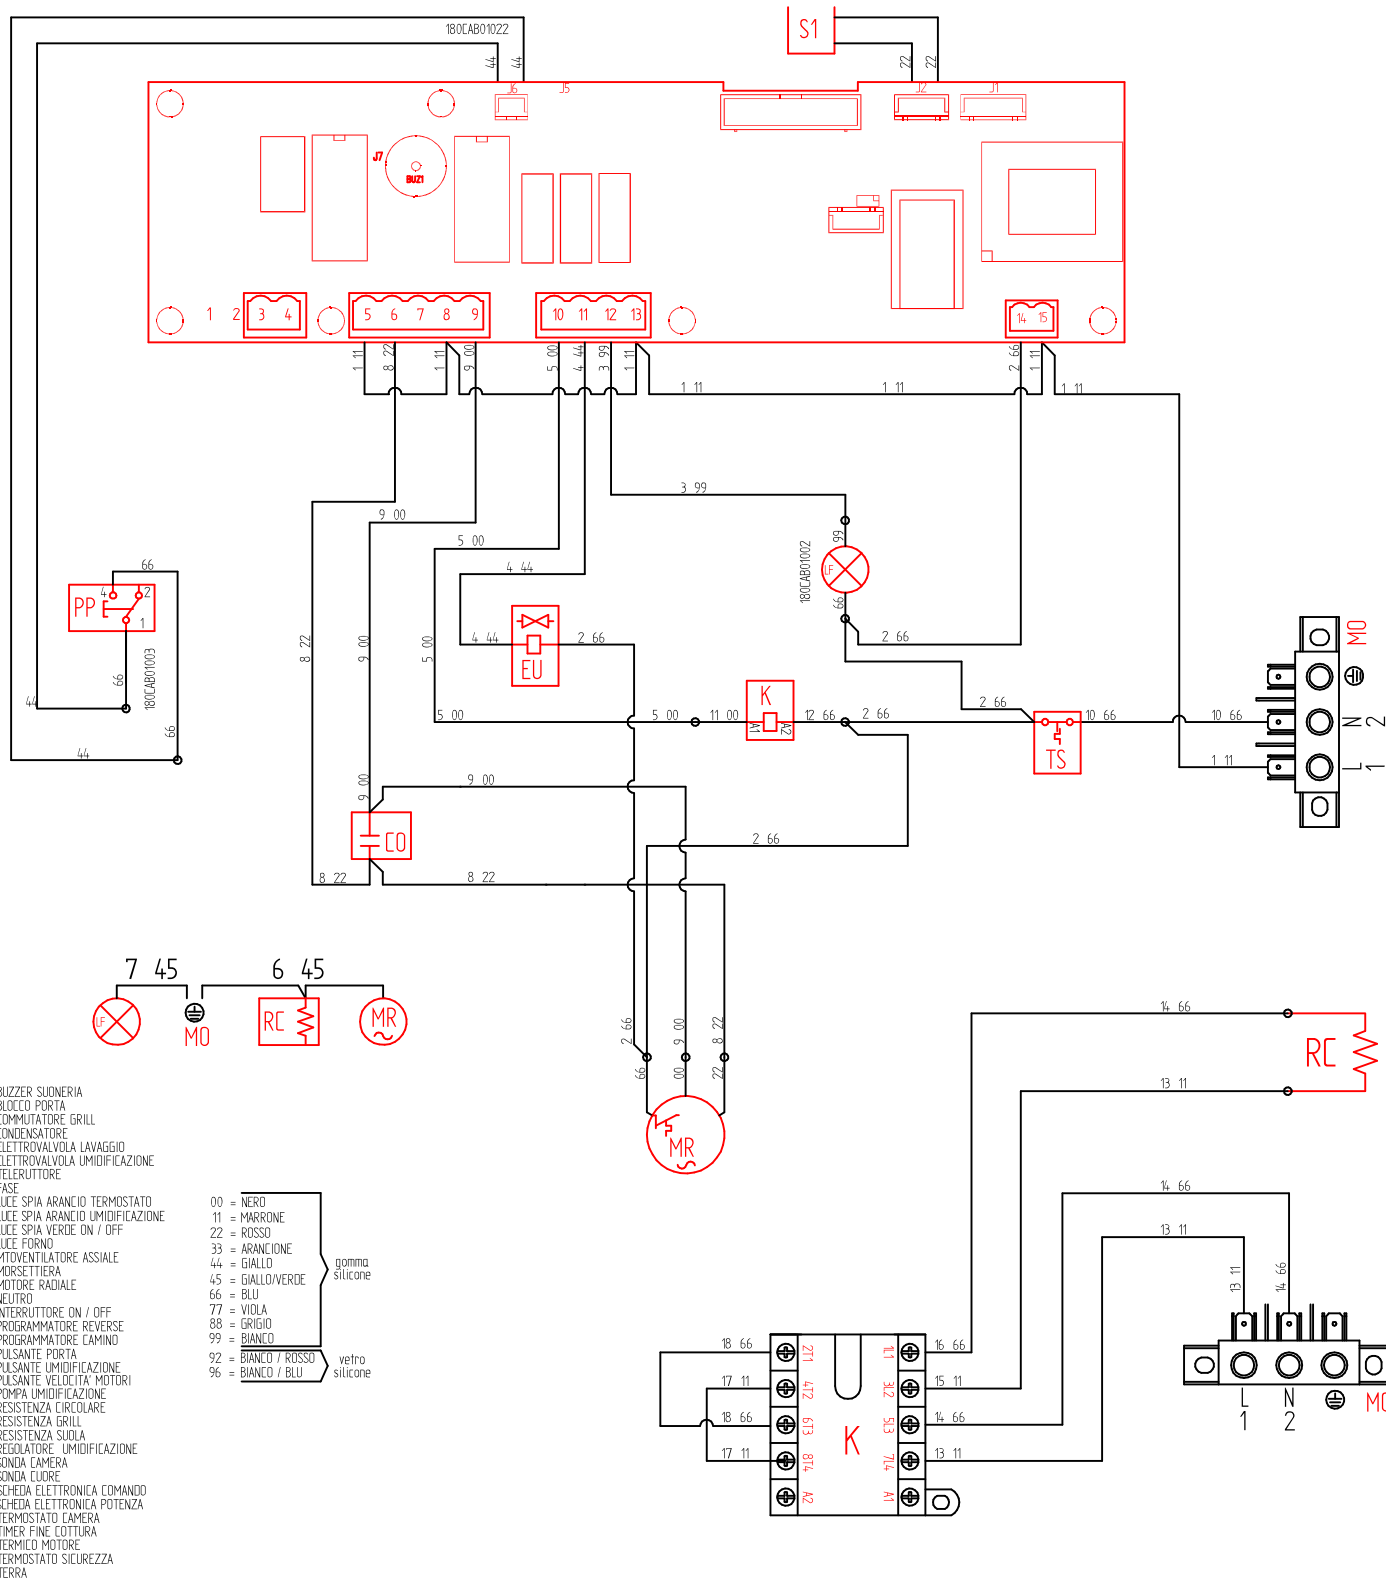 180CAB01022
S1
44 44
22 22
J6 J5 J2 J1
J7
BUZ1
1 2 3 4 5 6 7 8 9 10 11 12 13 14 15
1 11
8 22
1 11
9 00
5 00
4 44
3 99
1 11
2 66
1 11
1 11
1 11
1 11
3 99
9 00
5 00
4 44
99
180CAB01002
LF
66
66
4 2
PP
1
66
180CAB01003
66
44
44
8 22
9 00
5 00
4 44
2 66
EU
2 66
MO
5 00
5 00
11 00
K
A1 A2
12 66
2 66
2 66
TS
10 66
10 66
N 2
L 1
1 11
9 00
9 00
CO
2 66
8 22
8 22
7 45
6 45
LF
MO
RC
MR
2 66
9 00
8 22
66
00
22
MR
14 66
RC
13 11
BUZZER SUONERIA
BLOCCO PORTA
COMMUTATORE GRILL
CONDENSATORE
ELETTROVALVOLA LAVAGGIO
ELETTROVALVOLA UMIDIFICAZIONE
TELERUTTORE
FASE
LUCE SPIA ARANCIO TERMOSTATO
LUCE SPIA ARANCIO UMIDIFICAZIONE
LUCE SPIA VERDE ON / OFF
LUCE FORNO
MTOVENTILATORE ASSIALE
MORSETTIERA
MOTORE RADIALE
NEUTRO
INTERRUTTORE ON / OFF
PROGRAMMATORE REVERSE
PROGRAMMATORE CAMINO
PULSANTE PORTA
PULSANTE UMIDIFICAZIONE
PULSANTE VELOCITA' MOTORI
POMPA UMIDIFICAZIONE
RESISTENZA CIRCOLARE
RESISTENZA GRILL
RESISTENZA SUOLA
REGOLATORE UMIDIFICAZIONE
SONDA CAMERA
SONDA CUORE
SCHEDA ELETTRONICA COMANDO
SCHEDA ELETTRONICA POTENZA
TERMOSTATO CAMERA
TIMER FINE COTTURA
TERMICO MOTORE
TERMOSTATO SICUREZZA
TERRA
00 = NERO
11 = MARRONE
22 = ROSSO
33 = ARANCIONE
44 = GIALLO
45 = GIALLO/VERDE
66 = BLU
77 = VIOLA
88 = GRIGIO
99 = BIANCO
gomma
silicone
92 = BIANCO / ROSSO
96 = BIANCO / BLU
vetro
silicone
14 66
13 11
13 11
14 66
18 66
2T1
1L1
16 66
17 11
4T2
3L2
15 11
18 66
6T3
5L3
14 66
K
17 11
8T4
7L4
13 11
A2
A1
L N
1 2
MO